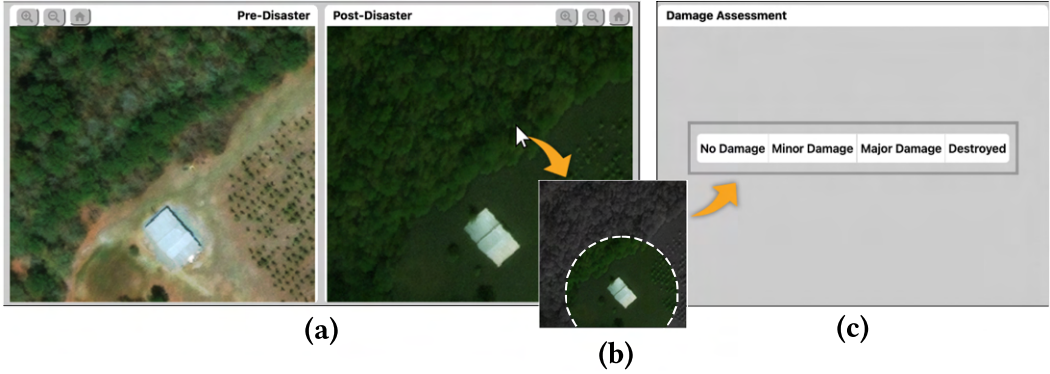 Pre-Disaster
Post-Disaster
Damage Assessment
No Damage
Minor Damage
Major Damage
Destroyed
(a)
(b)
(c)